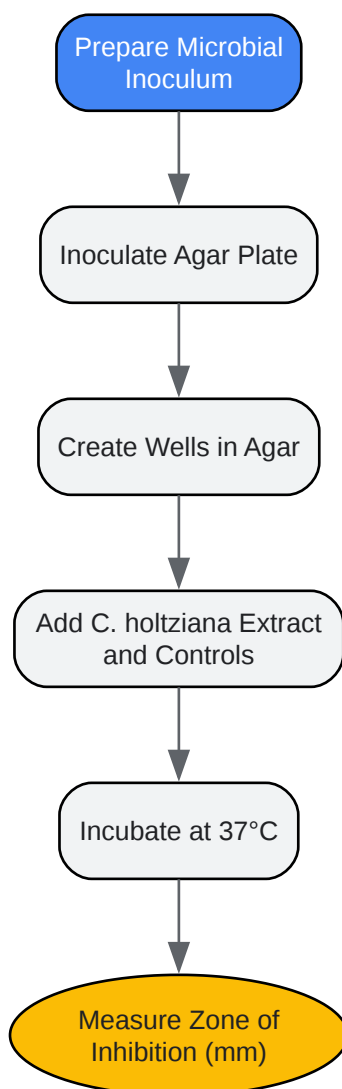 Prepare Microbial
Inoculum
Inoculate Agar Plate
Create Wells in Agar
Add C. holtziana Extract
and Controls
Incubate at 37°C
Measure Zone of
Inhibition (mm)